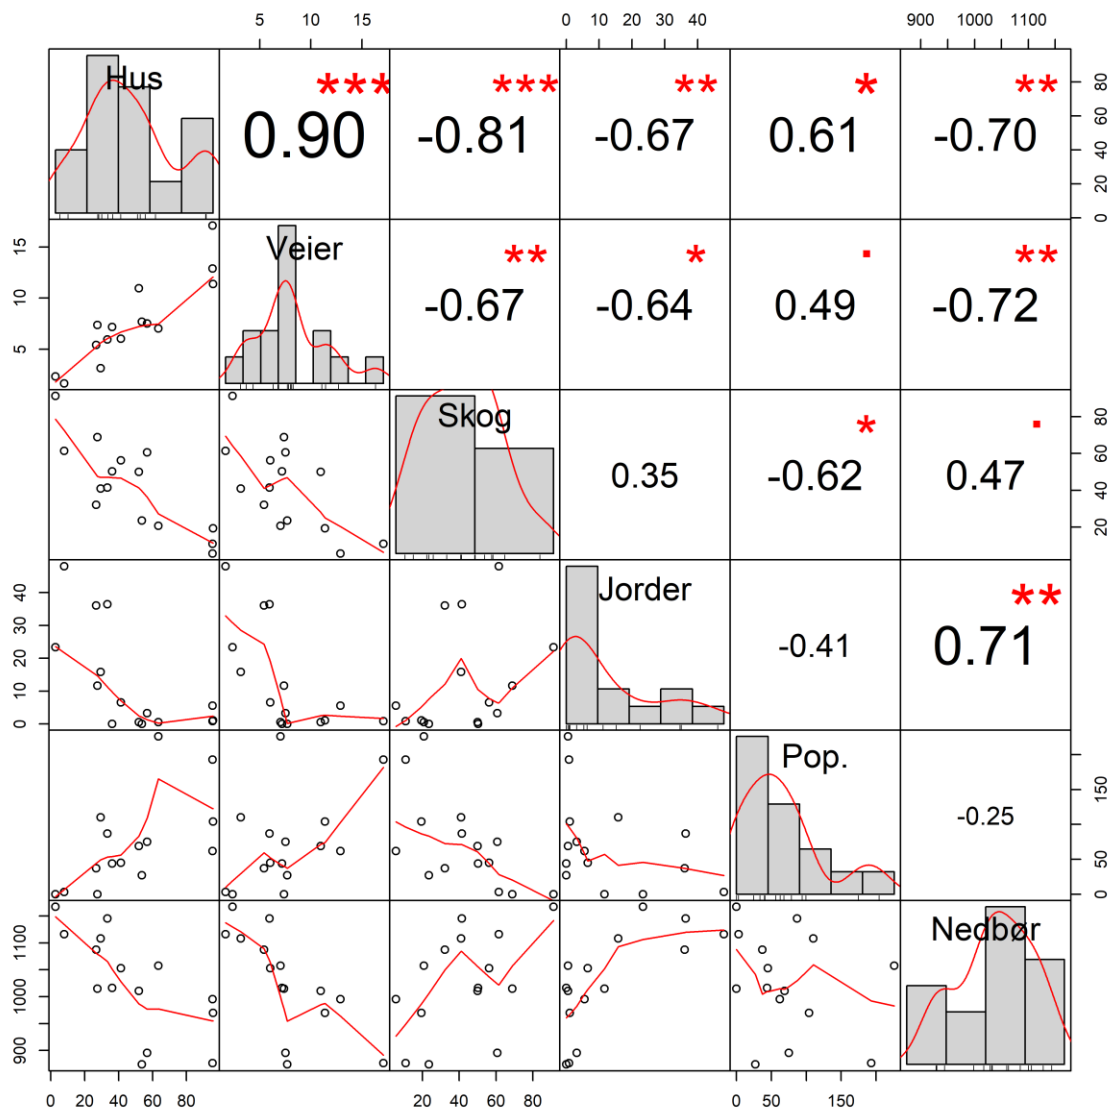 5 10 15 0 10 20 30 40 900 1000 1100
Hus *** 0.90 *** -0.81 ** -0.67 * 0.61 ** -0.70 0 20 40 60 80
5 10 15 Veier ** -0.67 * -0.64 . 0.49 ** -0.72
Skog 0.35 * -0.62 . 0.47 20 40 60 80
0 10 20 30 40 Jorder -0.41 ** 0.71
Pop. -0.25 0 50 150
900 1000 1100 Nedbør
0 20 40 60 80 20 40 60 80 0 50 150